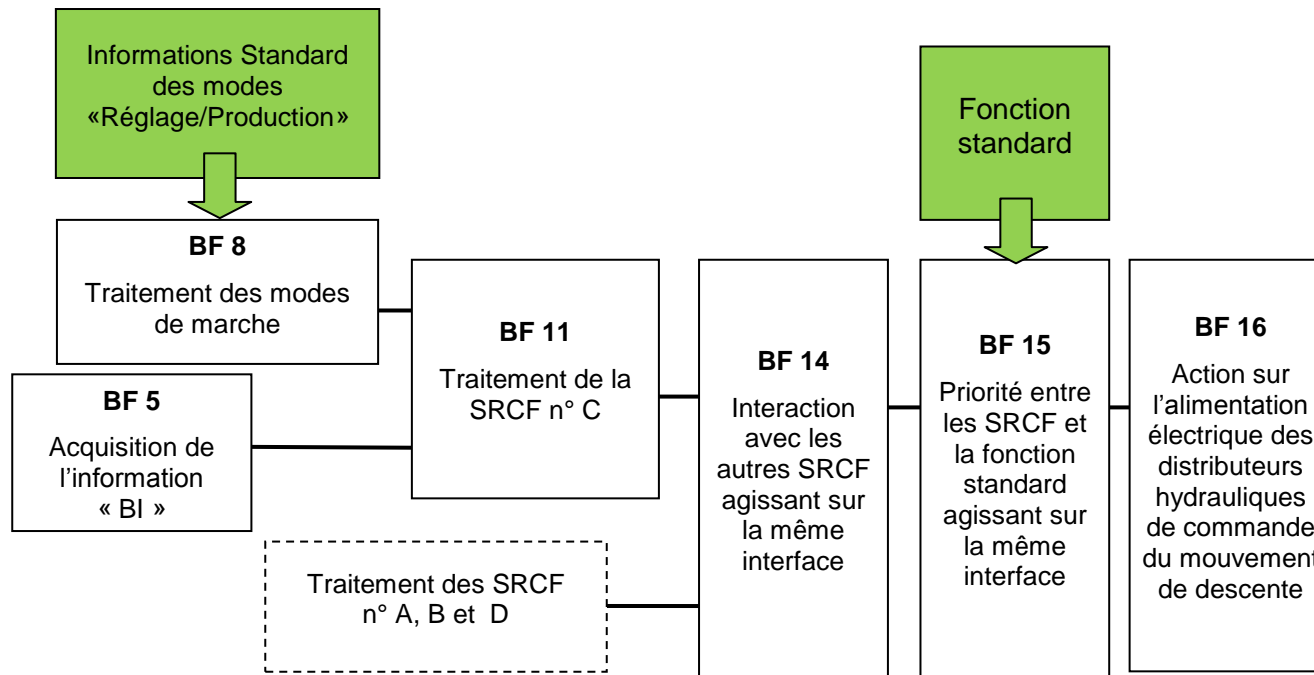 Informations Standard
des modes
«Réglage/Production»
Fonction
standard
BF 8
Traitement des modes
de marche
BF 5
Acquisition de
l’information
« BI »
BF 11
Traitement de la
SRCF n° C
Traitement des SRCF
n° A, B et D
BF 14
Interaction
avec les
autres SRCF
agissant sur
la même
interface
BF 15
Priorité entre
les SRCF et
la fonction
standard
agissant sur
la même
interface
BF 16
Action sur
l’alimentation
électrique des
distributeurs
hydrauliques
de commande
du mouvement
de descente